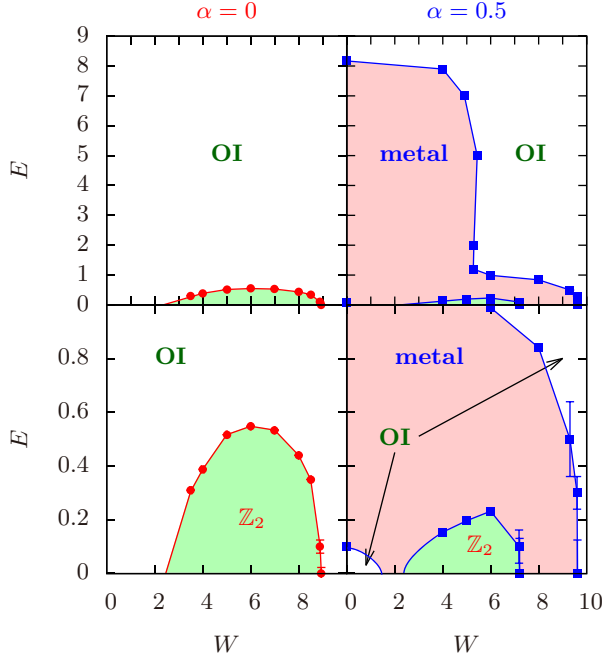 α = 0
α = 0.5
9
8
7
6
5
4
3
2
1
0
E
OI
metal
OI
0.8
0.6
0.4
0.2
0
E
OI
ℤ₂
metal
OI
ℤ₂
0 2 4 6 8
0 2 4 6 8 10
W
W